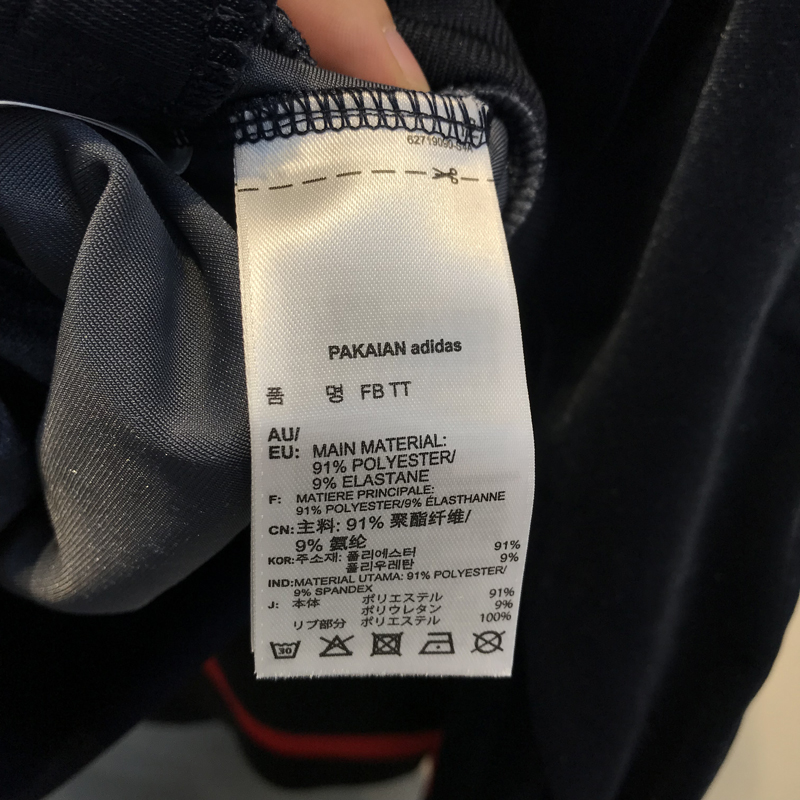 PAKAIAN adidas
품 명 FB TT
AU/
EU: MAIN MATERIAL:
91% POLYESTER/
9% ELASTANE
F: MATIERE PRINCIPALE:
91% POLYESTER/9% ÉLASTHANNE
CN:主料: 91% 聚酯纤维/
9% 氨纶
KOR:주소재: 폴리에스터 91%
폴리우레탄 9%
IND:MATERIAL UTAMA: 91% POLYESTER/
9% SPANDEX
J: 本体 ポリエステル 91%
ポリウレタン 9%
リブ部分 ポリエステル 100%
30